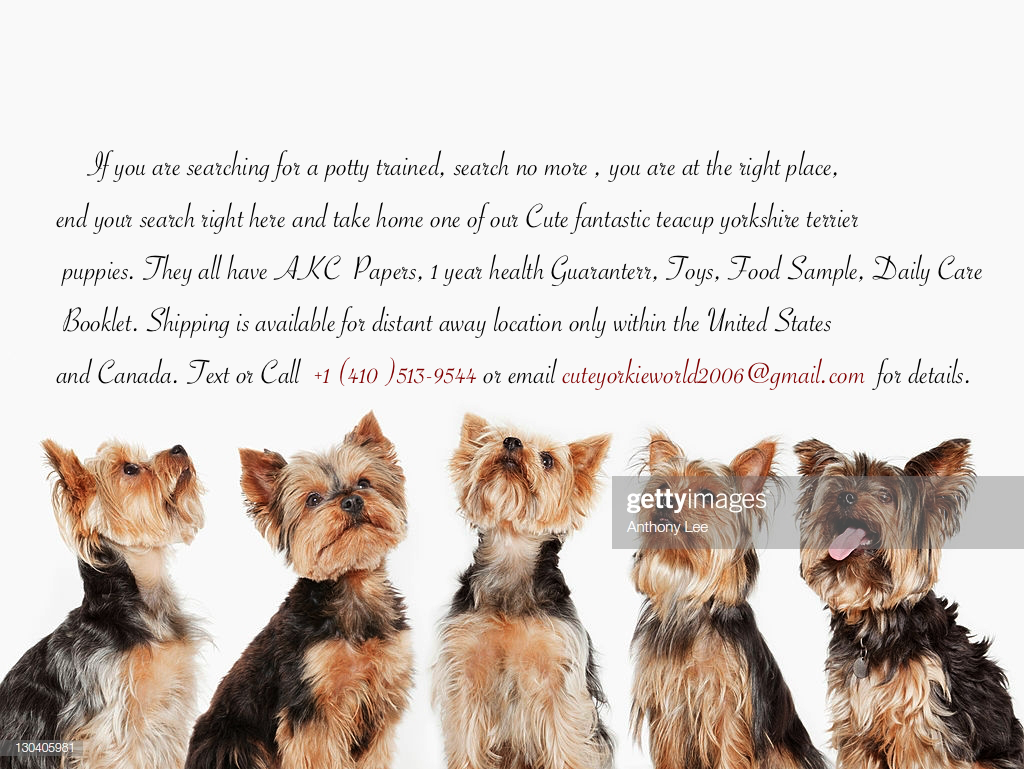 If you are searching for a potty trained, search no more , you are at the right place,
end your search right here and take home one of our Cute fantastic teacup yorkshire terrier
puppies. They all have AKC Papers, 1 year health Guaranterr, Toys, Food Sample, Daily Care
Booklet. Shipping is available for distant away location only within the United States
and Canada. Text or Call +1 (410 )513-9544 or email cuteyorkieworld2006@gmail.com for details.
gettyimages
Anthony Lee
130405981